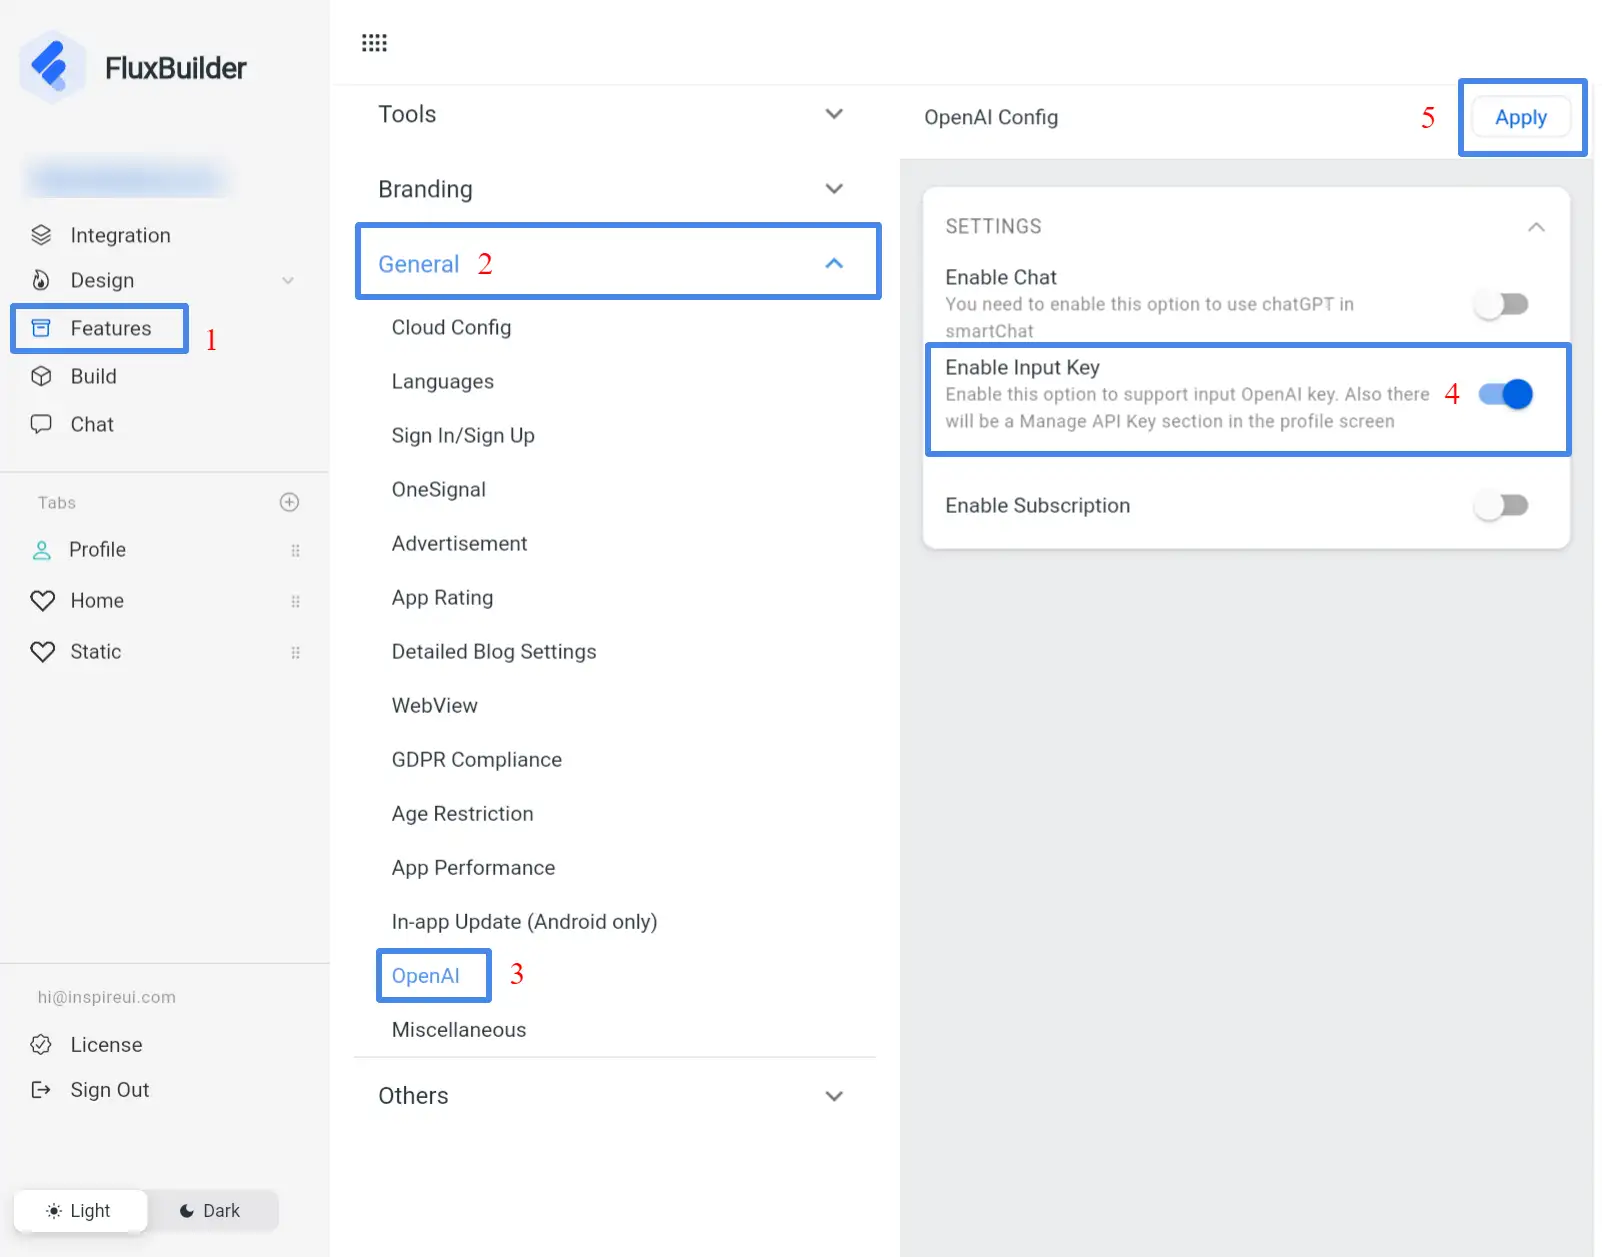 FluxBuilder
Integration
Design
Features
1
Build
Chat
Tabs
Profile
Home
Static
hi@inspireui.com
License
Sign Out
Light
Dark
Tools
Branding
General 2
Cloud Config
Languages
Sign In/Sign Up
OneSignal
Advertisement
App Rating
Detailed Blog Settings
WebView
GDPR Compliance
Age Restriction
App Performance
In-app Update (Android only)
OpenAI 3
Miscellaneous
Others
OpenAI Config
5
Apply
SETTINGS
Enable Chat
You need to enable this option to use chatGPT in
smartChat
Enable Input Key
Enable this option to support input OpenAI key. Also there
will be a Manage API Key section in the profile screen
4
Enable Subscription